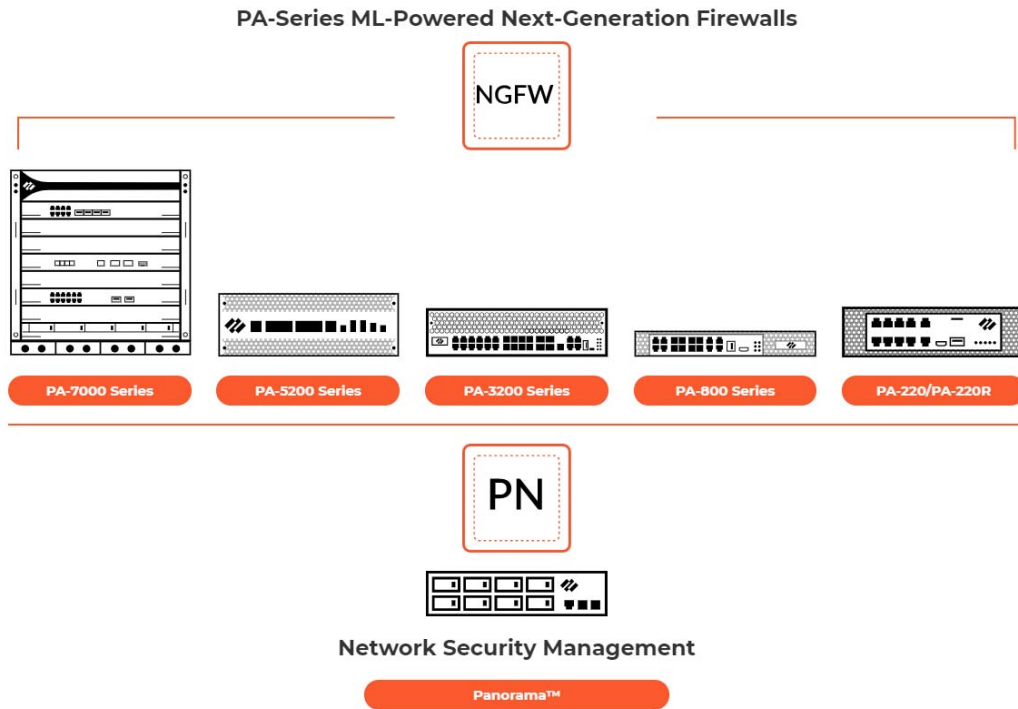 PA-Series ML-Powered Next-Generation Firewalls
NGFW
PA-7000 Series
PA-5200 Series
PA-3200 Series
PA-800 Series
PA-220/PA-220R
PN
Network Security Management
Panorama™